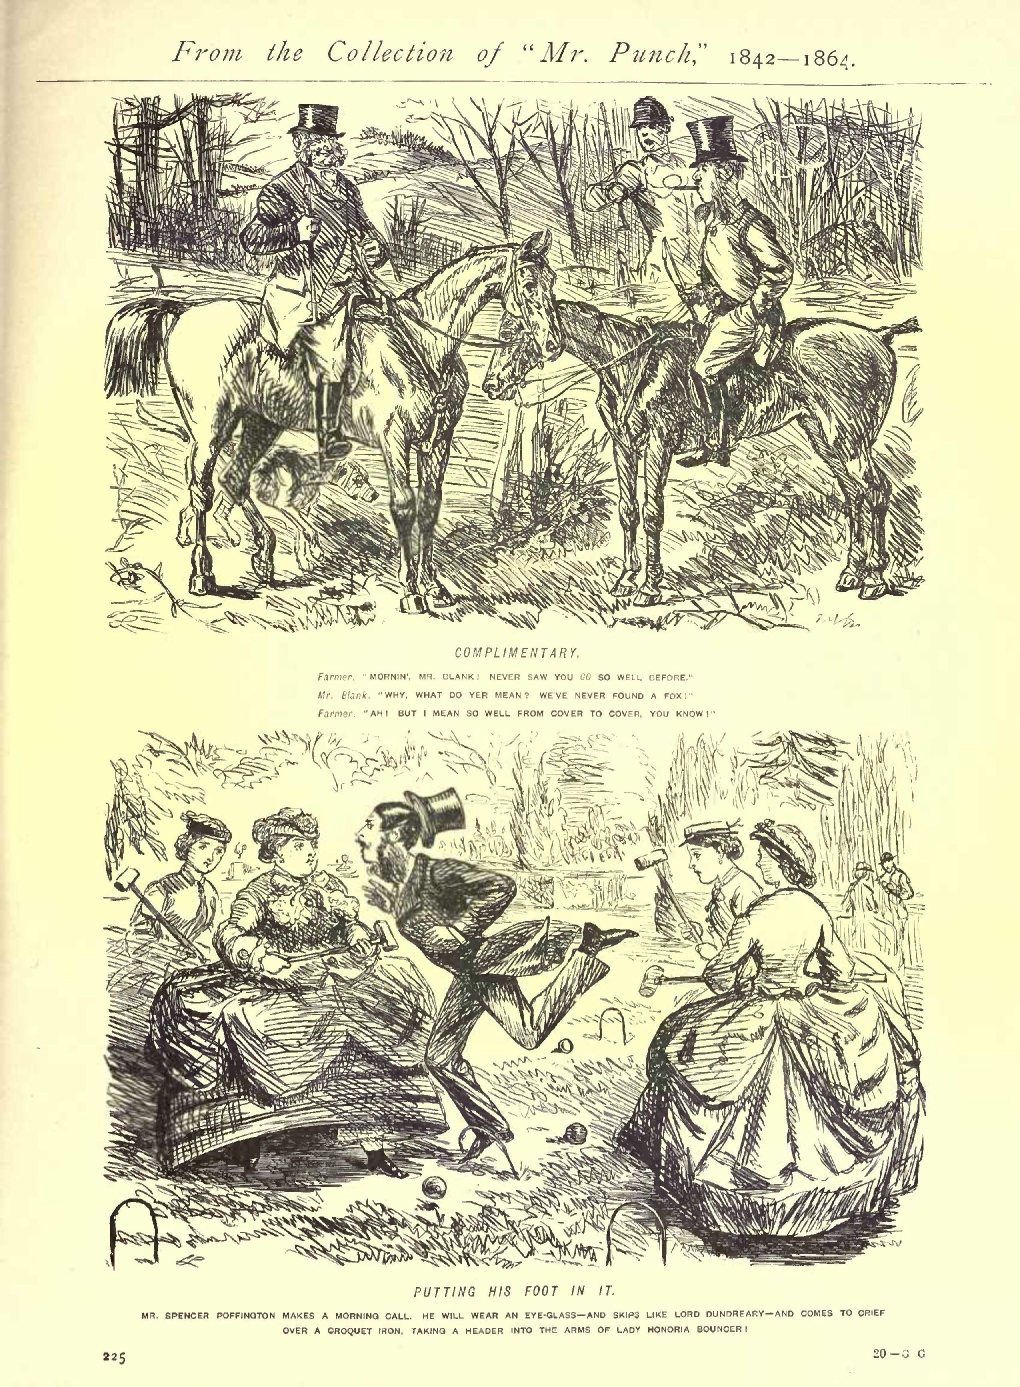 From the Collection of "Mr. Punch," 1842—1864.
COMPLIMENTARY.
Farmer. "MORNIN', MR. BLANK! NEVER SAW YOU GO SO WELL BEFORE."
Mr. Blank. "WHY, WHAT DO YER MEAN? WE'VE NEVER FOUND A FOX!"
Farmer. "AH! BUT I MEAN SO WELL FROM COVER TO COVER, YOU KNOW!"
PUTTING HIS FOOT IN IT.
MR. SPENCER POFFINGTON MAKES A MORNING CALL. HE WILL WEAR AN EYE-GLASS—AND SKIPS LIKE LORD DUNDREARY—AND COMES TO GRIEF
OVER A CROQUET IRON, TAKING A HEADER INTO THE ARMS OF LADY HONORIA BOUNCER!
225
20—G G